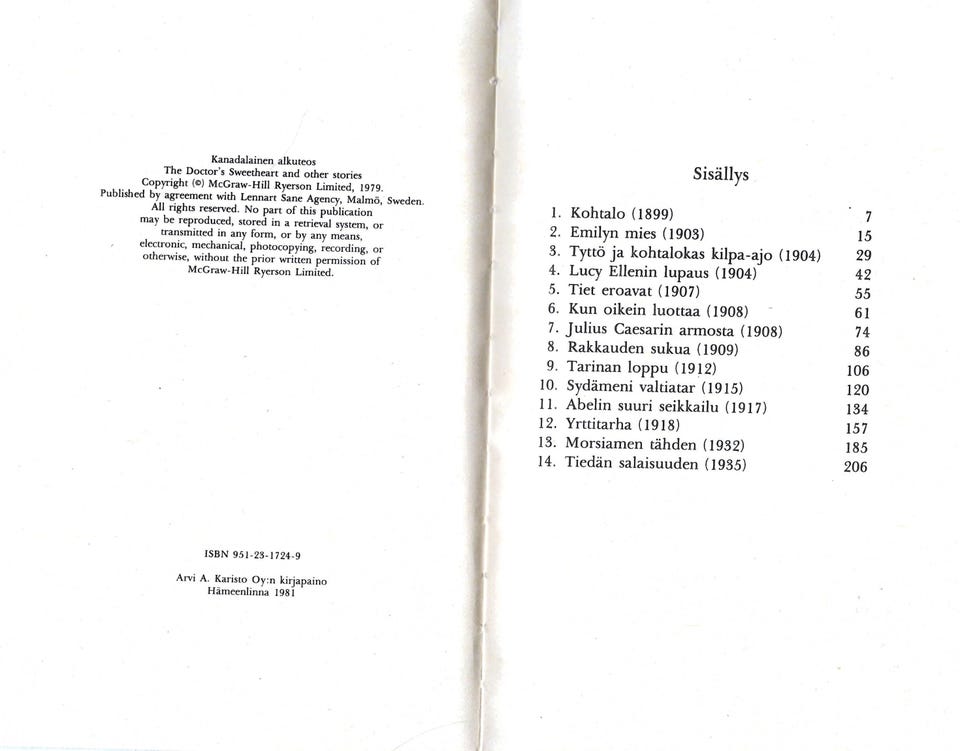 Kanadalainen alkuteos
The Doctor's Sweetheart and other stories
Copyright (©) McGraw-Hill Ryerson Limited, 1979.
Published by agreement with Lennart Sane Agency, Malmö, Sweden.
All rights reserved. No part of this publication
may be reproduced, stored in a retrieval system, or
transmitted in any form, or by any means,
electronic, mechanical, photocopying, recording, or
otherwise, without the prior written permission of
McGraw-Hill Ryerson Limited.
ISBN 951-23-1724-9
Arvi A. Karisto Oy:n kirjapaino
Hämeenlinna 1981
Sisällys
1. Kohtalo (1899) 7
2. Emilyn mies (1903) 15
3. Tyttö ja kohtalokas kilpa-ajo (1904) 29
4. Lucy Ellenin lupaus (1904) 42
5. Tiet eroavat (1907) 55
6. Kun oikein luottaa (1908) 61
7. Julius Caesarin armosta (1908) 74
8. Rakkauden sukua (1909) 86
9. Tarinan loppu (1912) 106
10. Sydämeni valtiatar (1915) 120
11. Abelin suuri seikkailu (1917) 134
12. Yrttitarha (1918) 157
13. Morsiamen tähden (1932) 185
14. Tiedän salaisuuden (1935) 206